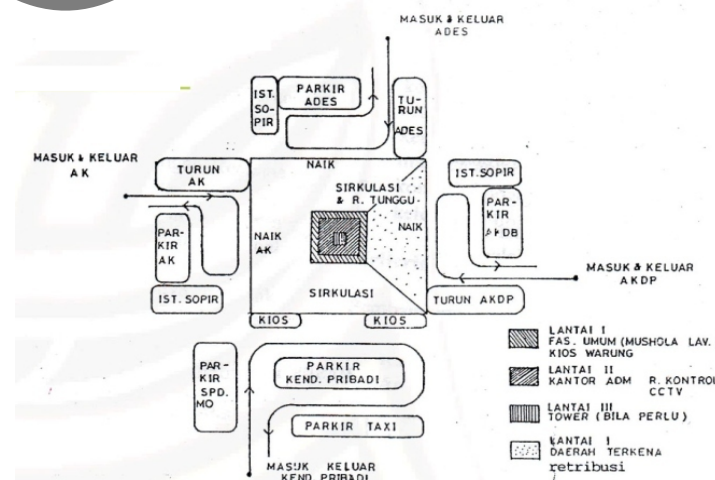 MASUK & KELUAR
ADES
IST.
SO-
PIR
PARKIR
ADES
TU-
RUN
ADES
MASUK & KELUAR
AK
TURUN
AK
NAIK
SIRKULASI
& R. TUNGGU
IST. SOPIR
PAR-
KIR
AKDB
PAR-
KIR
AK
NAIK
AK
NAIK
MASUK & KELUAR
AKDP
IST. SOPIR
SIRKULASI
TURUN AKDP
KIOS
KIOS
PAR-
KIR
SPD.
MO
PARKIR
KEND. PRIBADI
PARKIR TAXI
MASUK KELUAR
KEND. PRIBADI
LANTAI I
FAS. UMUM (MUSHOLA LAV.
KIOS WARUNG
LANTAI II
KANTOR ADM R. KONTROL
CCTV
LANTAI III
TOWER (BILA PERLU)
LANTAI I
DAERAH TERKENA
retribusi